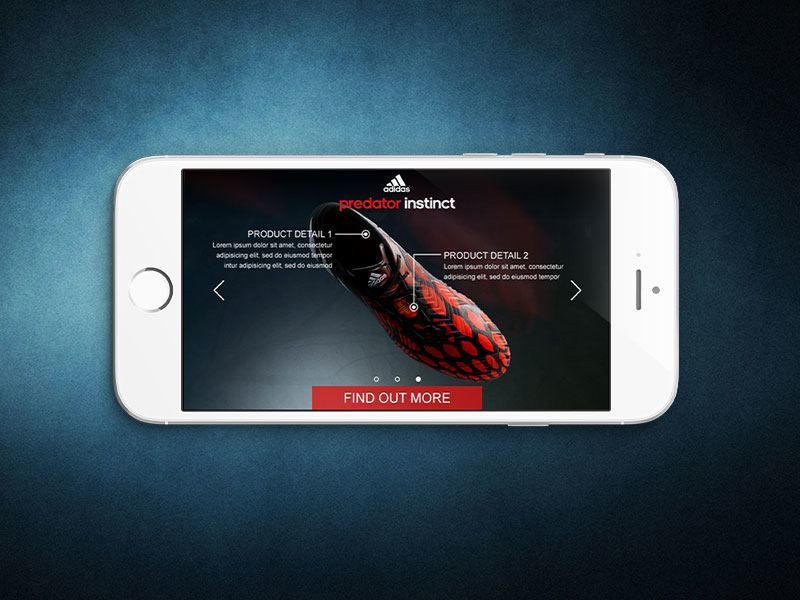 adidas
predator instinct
PRODUCT DETAIL 1
Lorem ipsum dolor sit amet, consectetur
adipisicing elit, sed do eiusmod tempor
intur adipisicing elit, sed do eiusmod
PRODUCT DETAIL 2
Lorem ipsum dolor sit amet, consectetur
adipisicing elit, sed do eiusmod tempor
adidas
FIND OUT MORE